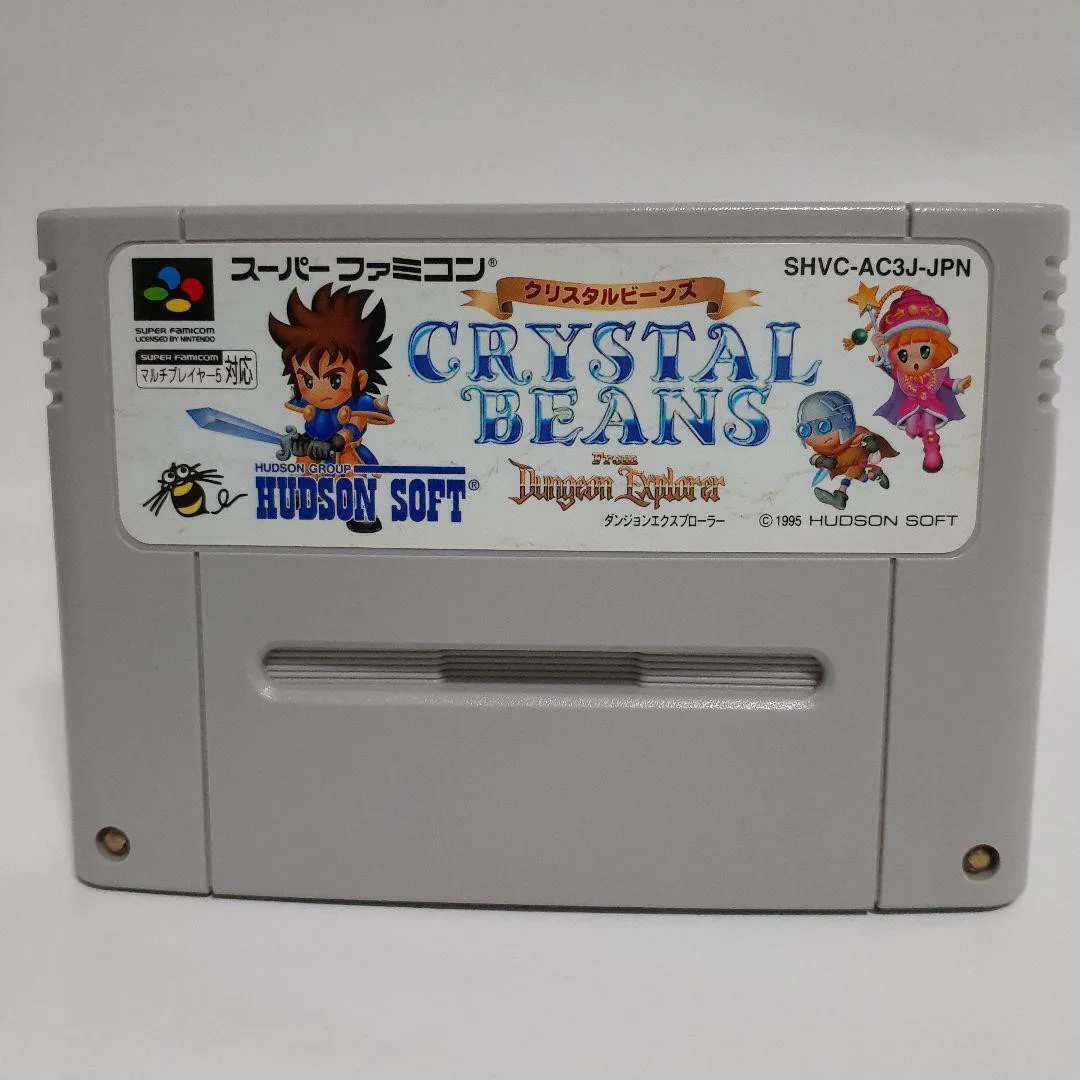 スーパーファミコン®
SHVC-AC3J-JPN
SUPER FAMICOM
LICENSED BY NINTENDO
SUPER FAMICOM
マルチプレイヤー5 対応
クリスタルビーンズ
CRYSTAL
BEANS
From
Dungeon Explorer
ダンジョンエクスプローラー
HUDSON GROUP
HUDSON SOFT®
© 1995 HUDSON SOFT